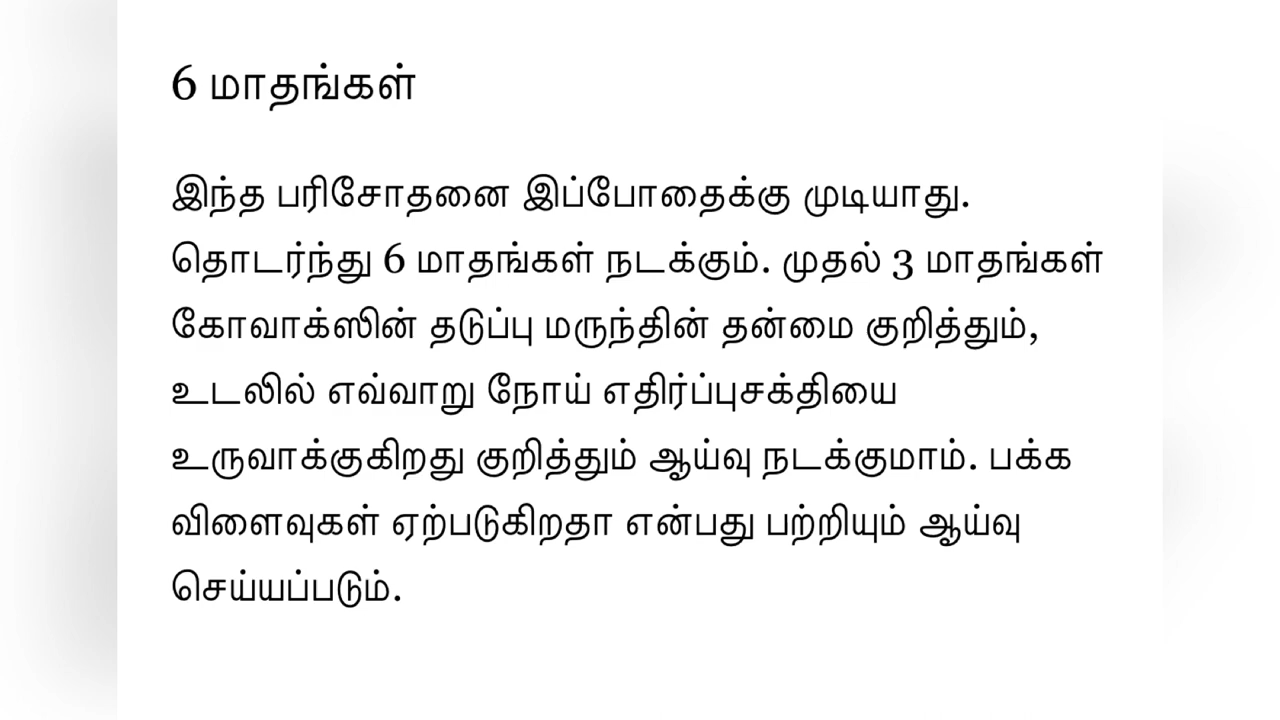 6 மாதங்கள்
இந்த பரிசோதனை இப்போதைக்கு முடியாது.
தொடர்ந்து 6 மாதங்கள் நடக்கும். முதல் 3 மாதங்கள்
கோவாக்ஸின் தடுப்பு மருந்தின் தன்மை குறித்தும்,
உடலில் எவ்வாறு நோய் எதிர்ப்புசக்தியை
உருவாக்குகிறது குறித்தும் ஆய்வு நடக்குமாம். பக்க
விளைவுகள் ஏற்படுகிறதா என்பது பற்றியும் ஆய்வு
செய்யப்படும்.